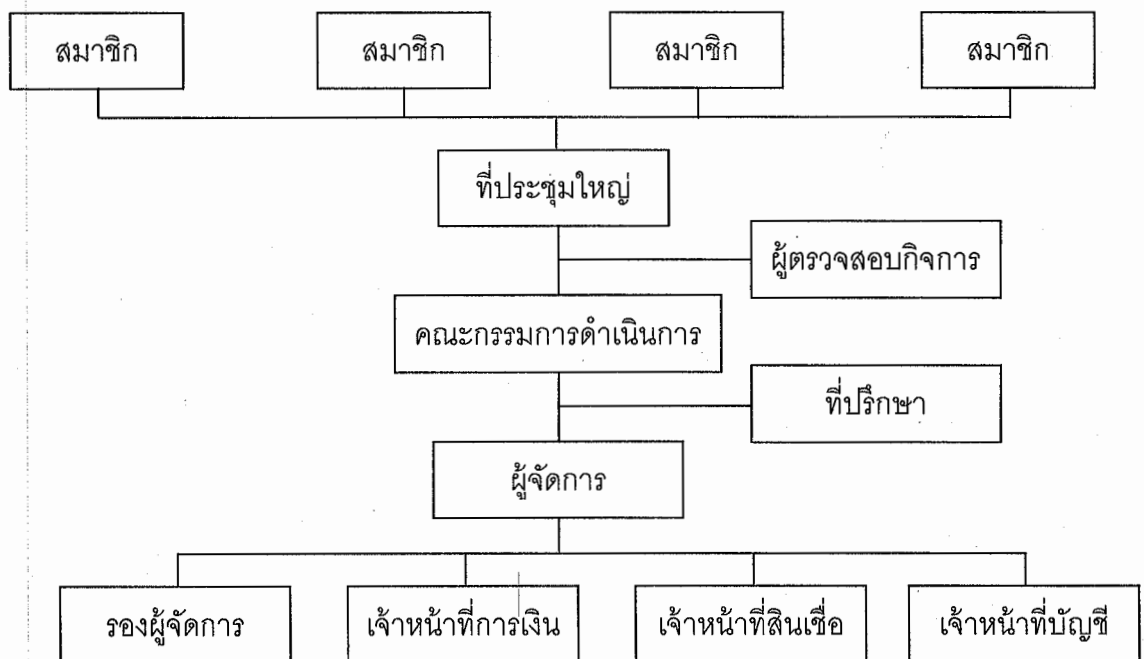 สมาชิก
สมาชิก
สมาชิก
สมาชิก
ที่ประชุมใหญ่
ผู้ตรวจสอบกิจการ
คณะกรรมการดำเนินการ
ที่ปรึกษา
ผู้จัดการ
รองผู้จัดการ
เจ้าหน้าที่การเงิน
เจ้าหน้าที่สินเชื่อ
เจ้าหน้าที่บัญชี